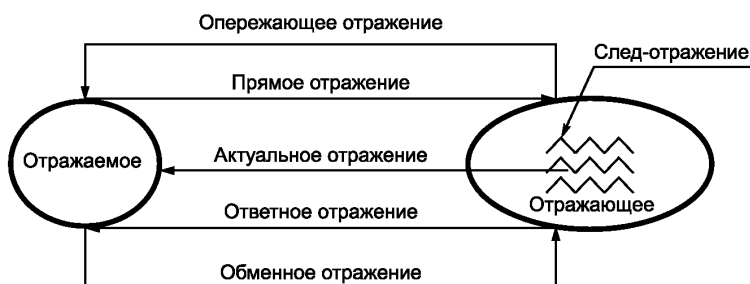 Опережающее отражение
След-отражение
Прямое отражение
Отражаемое
Актуальное отражение
Отражающее
Ответное отражение
Обменное отражение